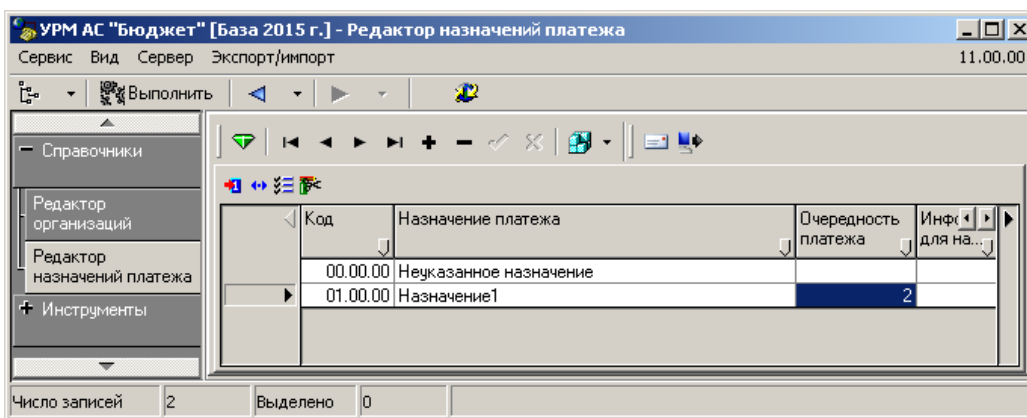 УРМ АС "Бюджет" [База 2015 г.] - Редактор назначений платежа
Сервис Вид Сервер Экспорт/импорт 11.00.00
Выполнить
Справочники
Редактор
организаций
Редактор
назначений платежа
Инструменты
Код Назначение платежа Очередность
платежа
для на...
00.00.00 Неуказанное назначение
01.00.00 Назначение1 2
Число записей 2 Выделено 0